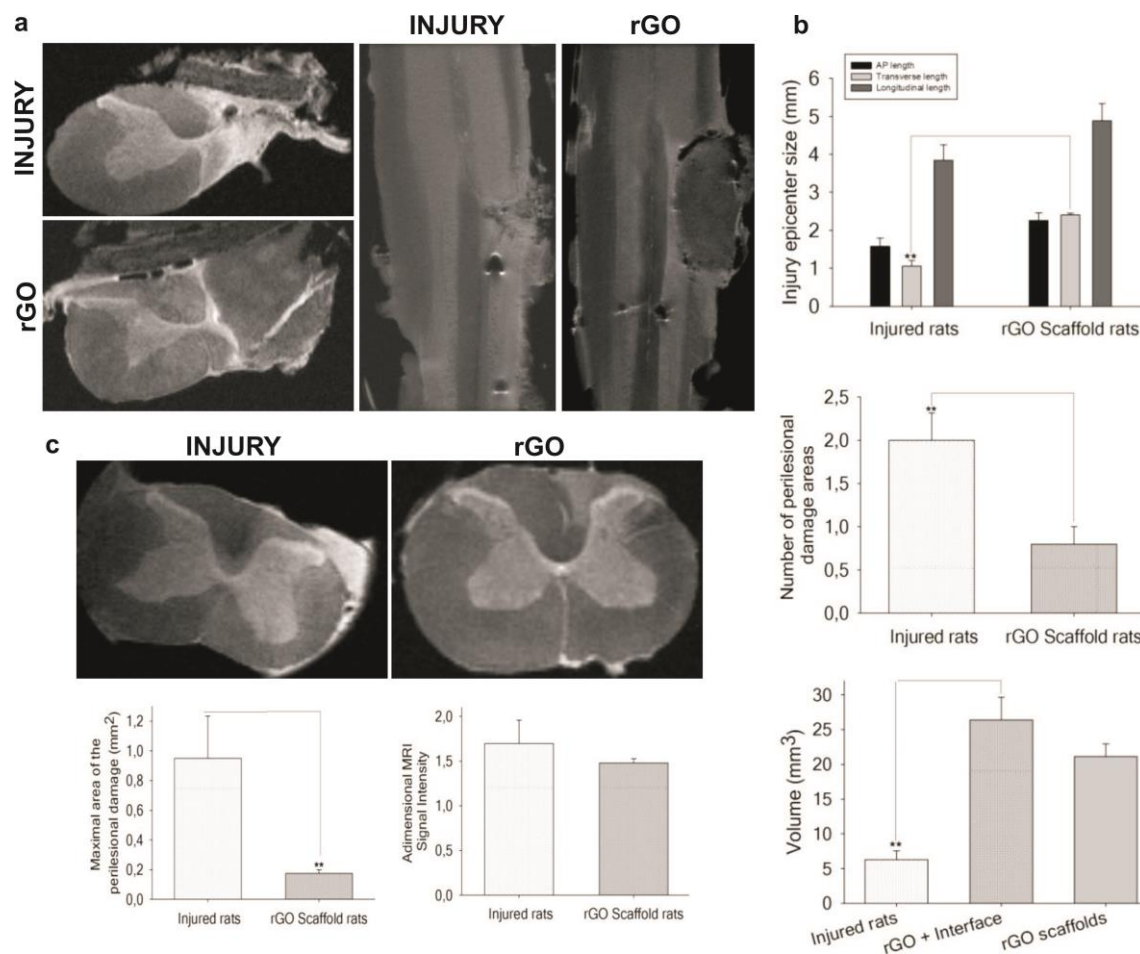 a
INJURY
rGO
b
INJURY
rGO
AP length
Transverse length
Longitudinal length
Injury epicenter size (mm)
6
5
4
3
2
1
0
**
Injured rats
rGO Scaffold rats
Number of perilesional
damage areas
2,5
2,0
1,5
1,0
0,5
0,0
**
Injured rats
rGO Scaffold rats
Volume (mm3)
30
25
20
15
10
5
0
**
Injured rats
rGO + Interface
rGO scaffolds
c
INJURY
rGO
Maximal area of the
perilesional damage (mm2)
1,2
1,0
0,8
0,6
0,4
0,2
0,0
**
Injured rats
rGO Scaffold rats
Adimensional MRI
Signal Intensity
2,0
1,5
1,0
0,5
0,0
Injured rats
rGO Scaffold rats